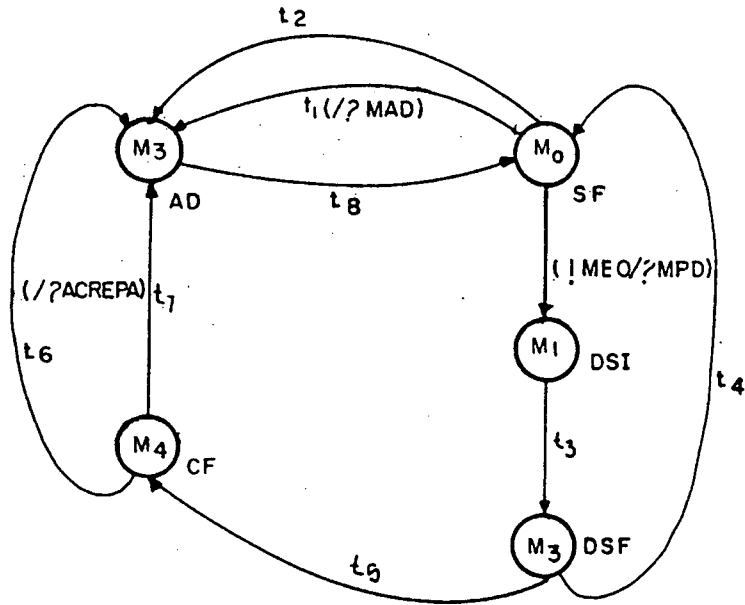 t2
t1(/?MAD)
M3
M0
AD
t8
SF
(/?ACREPA) t7
(!MEO/?MPD)
t6
M1
DSI
t4
M4
CF
t3
M3
DSF
t5